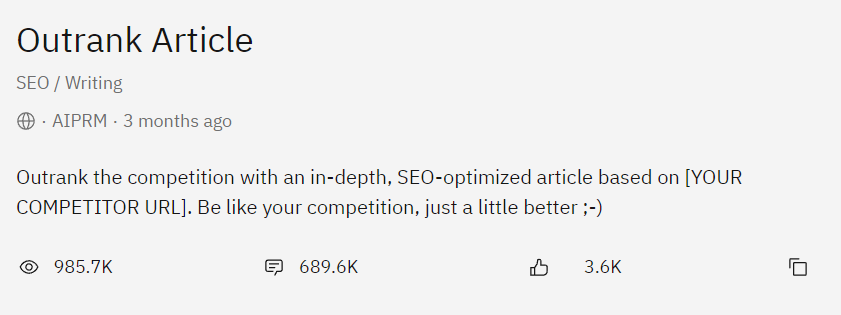 Outrank Article
SEO / Writing
· AIPRM · 3 months ago
Outrank the competition with an in-depth, SEO-optimized article based on [YOUR
COMPETITOR URL]. Be like your competition, just a little better ;-)
985.7K 689.6K 3.6K